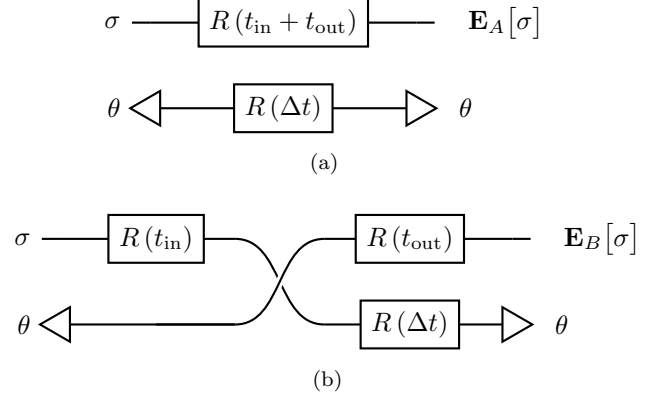 σ R (t_in + t_out) E_A[σ]
θ R (Δt) θ
(a)
σ R (t_in) R (t_out) E_B[σ]
θ R (Δt) θ
(b)